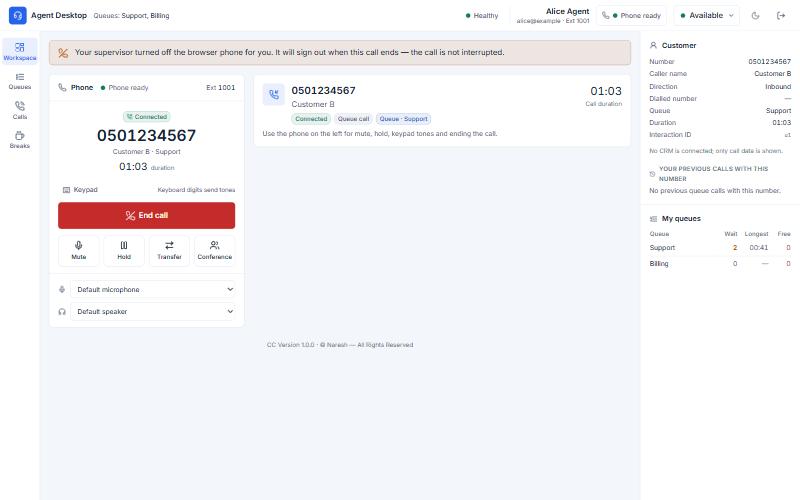 Agent Desktop
Queues: Support, Billing
Healthy
Alice Agent
alice@example · Ext 1001
Phone ready
Available
Workspace
Queues
Calls
Breaks
Your supervisor turned off the browser phone for you. It will sign out when this call ends — the call is not interrupted.
Phone
Phone ready
Ext 1001
Connected
0501234567
Customer B · Support
01:03 duration
Keypad
Keyboard digits send tones
End call
Mute
Hold
Transfer
Conference
Default microphone
Default speaker
0501234567
Customer B
Connected
Queue call
Queue · Support
01:03
Call duration
Use the phone on the left for mute, hold, keypad tones and ending the call.
CC Version 1.0.0 · © Naresh — All Rights Reserved
Customer
Number 0501234567
Caller name Customer B
Direction Inbound
Dialled number —
Queue Support
Duration 01:03
Interaction ID
No CRM is connected; only call data is shown.
YOUR PREVIOUS CALLS WITH THIS
NUMBER
No previous queue calls with this number.
My queues
Queue Wait Longest Free
Support 2 00:41 0
Billing 0 — 0